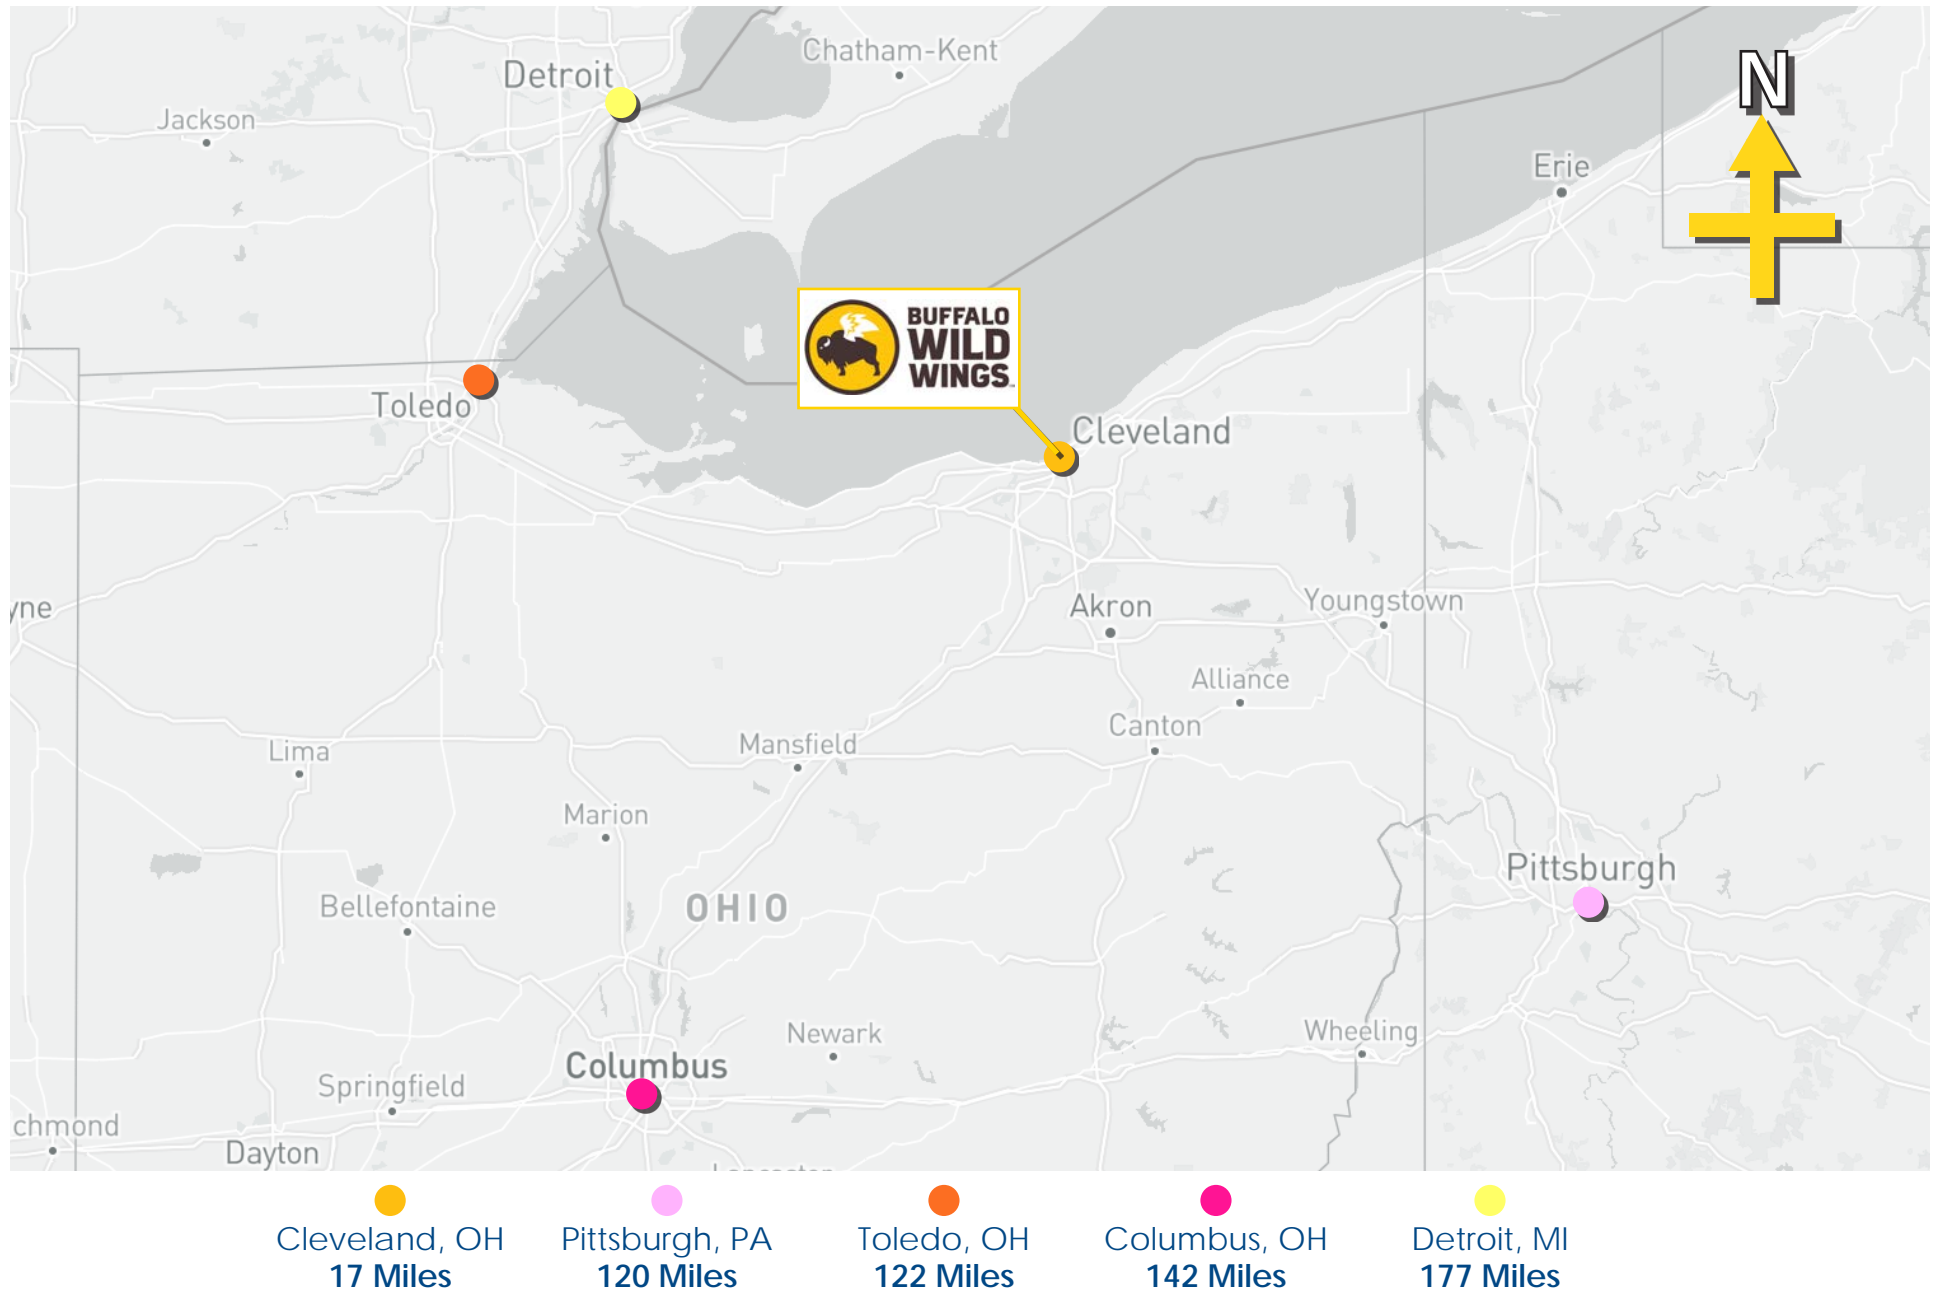 Chatham-Kent
Detroit
N
Jackson
Erie
BUFFALO
WILD
WINGS
Toledo
Cleveland
yne
Akron
Youngstown
Alliance
Canton
Lima
Mansfield
Marion
Pittsburgh
Bellefontaine
OHIO
Newark
Wheeling
Columbus
Springfield
chmond
Dayton
Cleveland, OH
17 Miles
Pittsburgh, PA
120 Miles
Toledo, OH
122 Miles
Columbus, OH
142 Miles
Detroit, MI
177 Miles